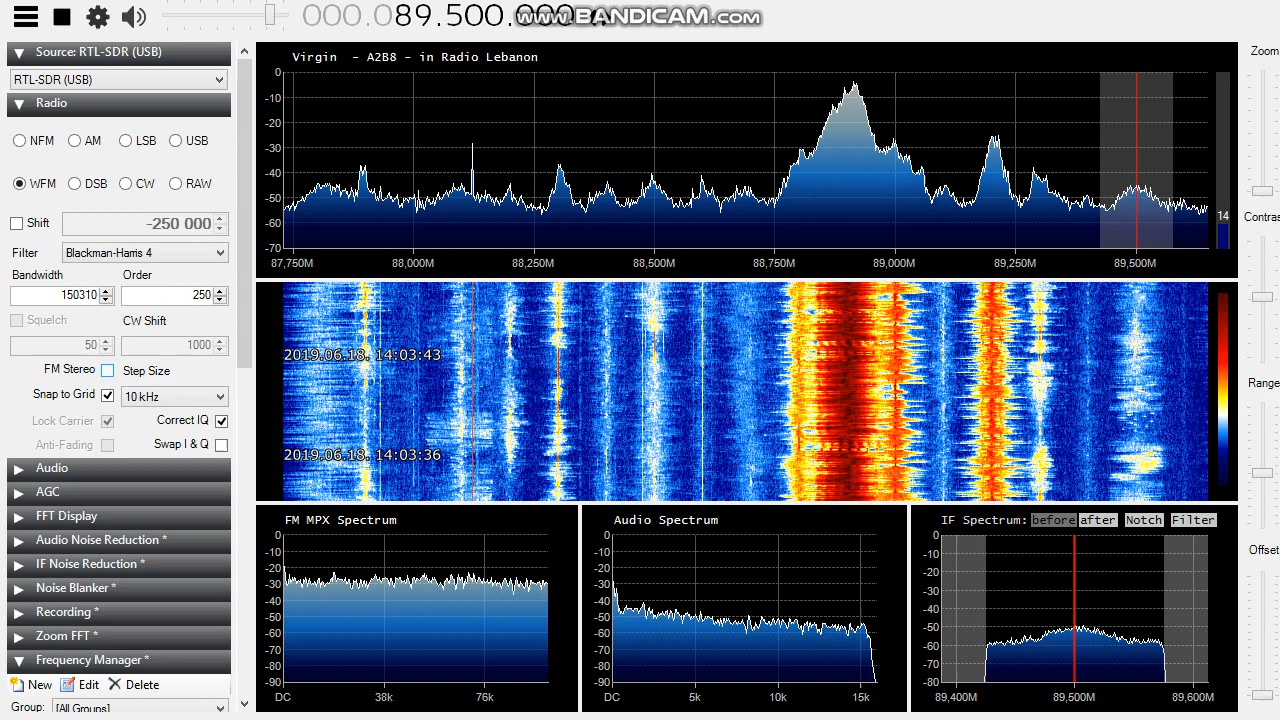 000.089.500.000
www.BANDICAM.com
Source: RTL-SDR (USB)
RTL-SDR (USB)
Radio
NFM AM LSB USB
WFM DSB CW RAW
Shift -250 000
Filter Blackman-Harris 4
Bandwidth Order
150310 250
Squelch CW Shift
50 1000
FM Stereo Step Size
Snap to Grid 10 kHz
Lock Carrier Correct IQ
Anti-Fading Swap I & Q
Audio
AGC
FFT Display
Audio Noise Reduction *
IF Noise Reduction *
Noise Blanker *
Recording *
Zoom FFT *
Frequency Manager *
New Edit Delete
Group: [All Groups]
Virgin - A2B8 - in Radio Lebanon
0
-10
-20
-30
-40
-50
-60
-70
14
87,750M 88,000M 88,250M 88,500M 88,750M 89,000M 89,250M 89,500M
2019.06.18. 14:03:43
2019.06.18. 14:03:36
FM MPX Spectrum
0
-10
-20
-30
-40
-50
-60
-70
-80
-90
DC 38k 76k
Audio Spectrum
0
-10
-20
-30
-40
-50
-60
-70
-80
-90
DC 5k 10k 15k
IF Spectrum: before after Notch Filter
0
-10
-20
-30
-40
-50
-60
-70
-80
89,400M 89,500M 89,600M
Zoom
Contras
Range
Offset